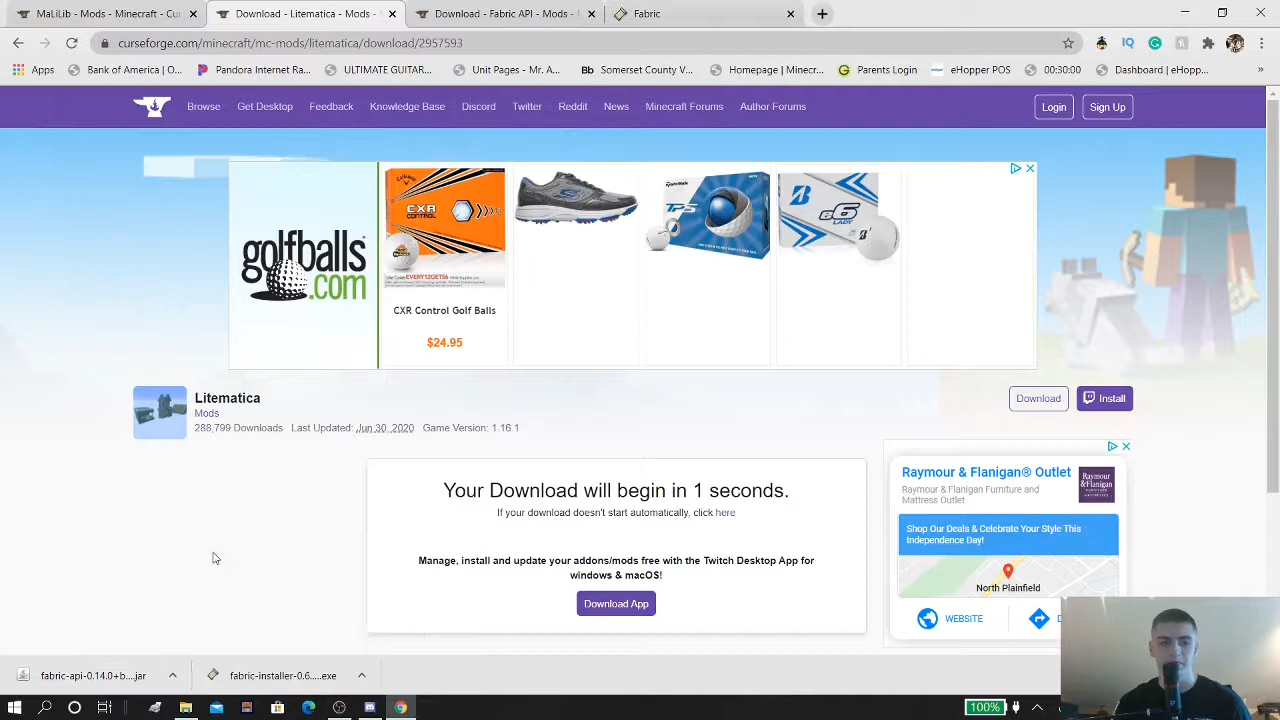 MaLiLib - Minecraft Mods - Cu
Download - Litematica - Mods -
Download - Fabric API - Mods -
Fabric
curseforge.com/minecraft/mc-mods/litematica/download/2957593
Apps
Bank of America | O...
Pandora Internet Ra...
ULTIMATE GUITAR...
Unit Pages - Mr. A...
Bb Somerset County V...
Homepage | Minecr...
Parents Login
eHopper POS
00:30:00
Dashboard | eHopp...
Browse
Get Desktop
Feedback
Knowledge Base
Discord
Twitter
Reddit
News
Minecraft Forums
Author Forums
Login
Sign Up
golfballs.com
CXR Control Golf Balls
$24.95
Litematica
Mods
288,799 Downloads Last Updated: Jun 30, 2020 Game Version: 1.16.1
Download
Install
Your Download will begin in 1 seconds.
If your download doesn't start automatically, click here
Manage, install and update your addons/mods free with the Twitch Desktop App for
windows & macOS!
Download App
Raymour & Flanigan® Outlet
Raymour & Flanigan Furniture and
Mattress Outlet
Shop Our Deals & Celebrate Your Style This
Independence Day!
North Plainfield
WEBSITE
fabric-api-0.14.0+b....jar
fabric-installer-0.6....exe
100%